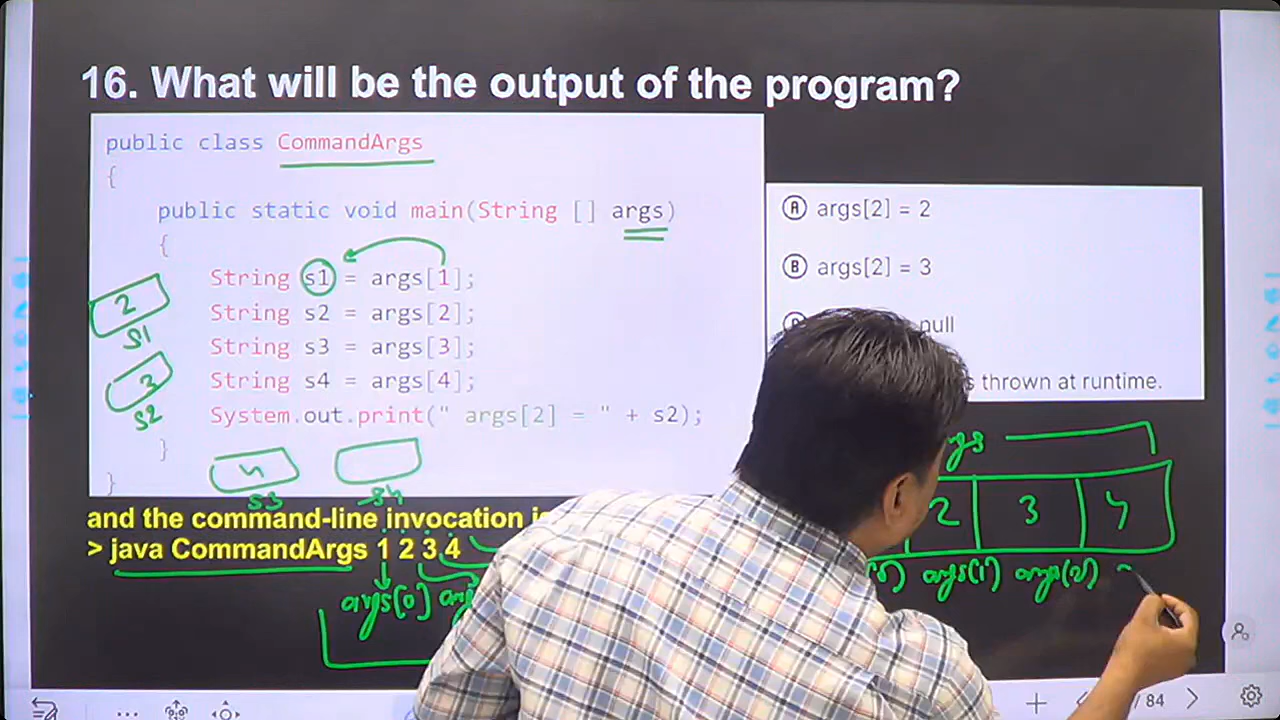 16. What will be the output of the program?
public class CommandArgs
{
public static void main(String [] args)
{
String s1 = args[1];
String s2 = args[2];
String s3 = args[3];
String s4 = args[4];
System.out.print(" args[2] = " + s2);
}
}
2
s1
3
s2
4
s3
s4
and the command-line invocation
> java CommandArgs 1 2 3 4
args(0)
A args[2] = 2
B args[2] = 3
null
thrown at runtime.
2 3 4
args(1) args(2)
/ 84